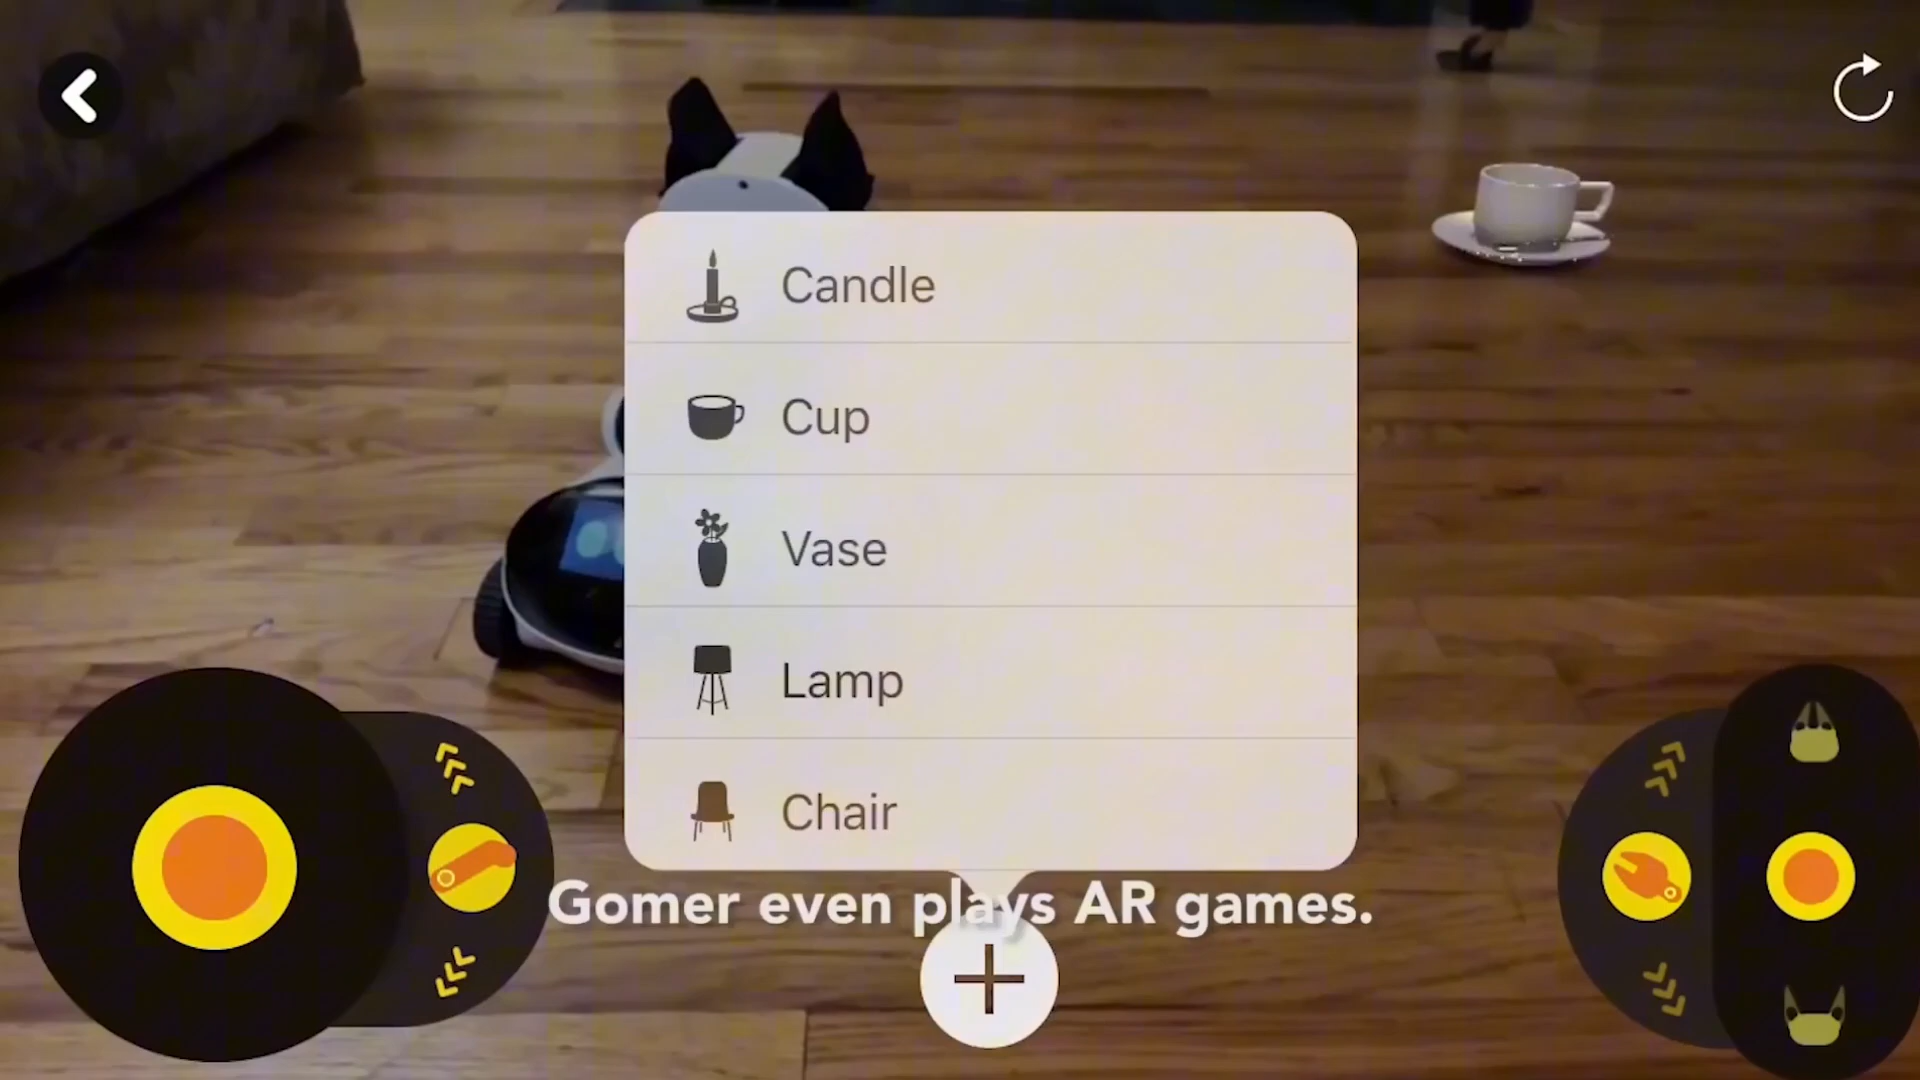 Candle
Cup
Vase
Lamp
Chair
Gomer even plays AR games.